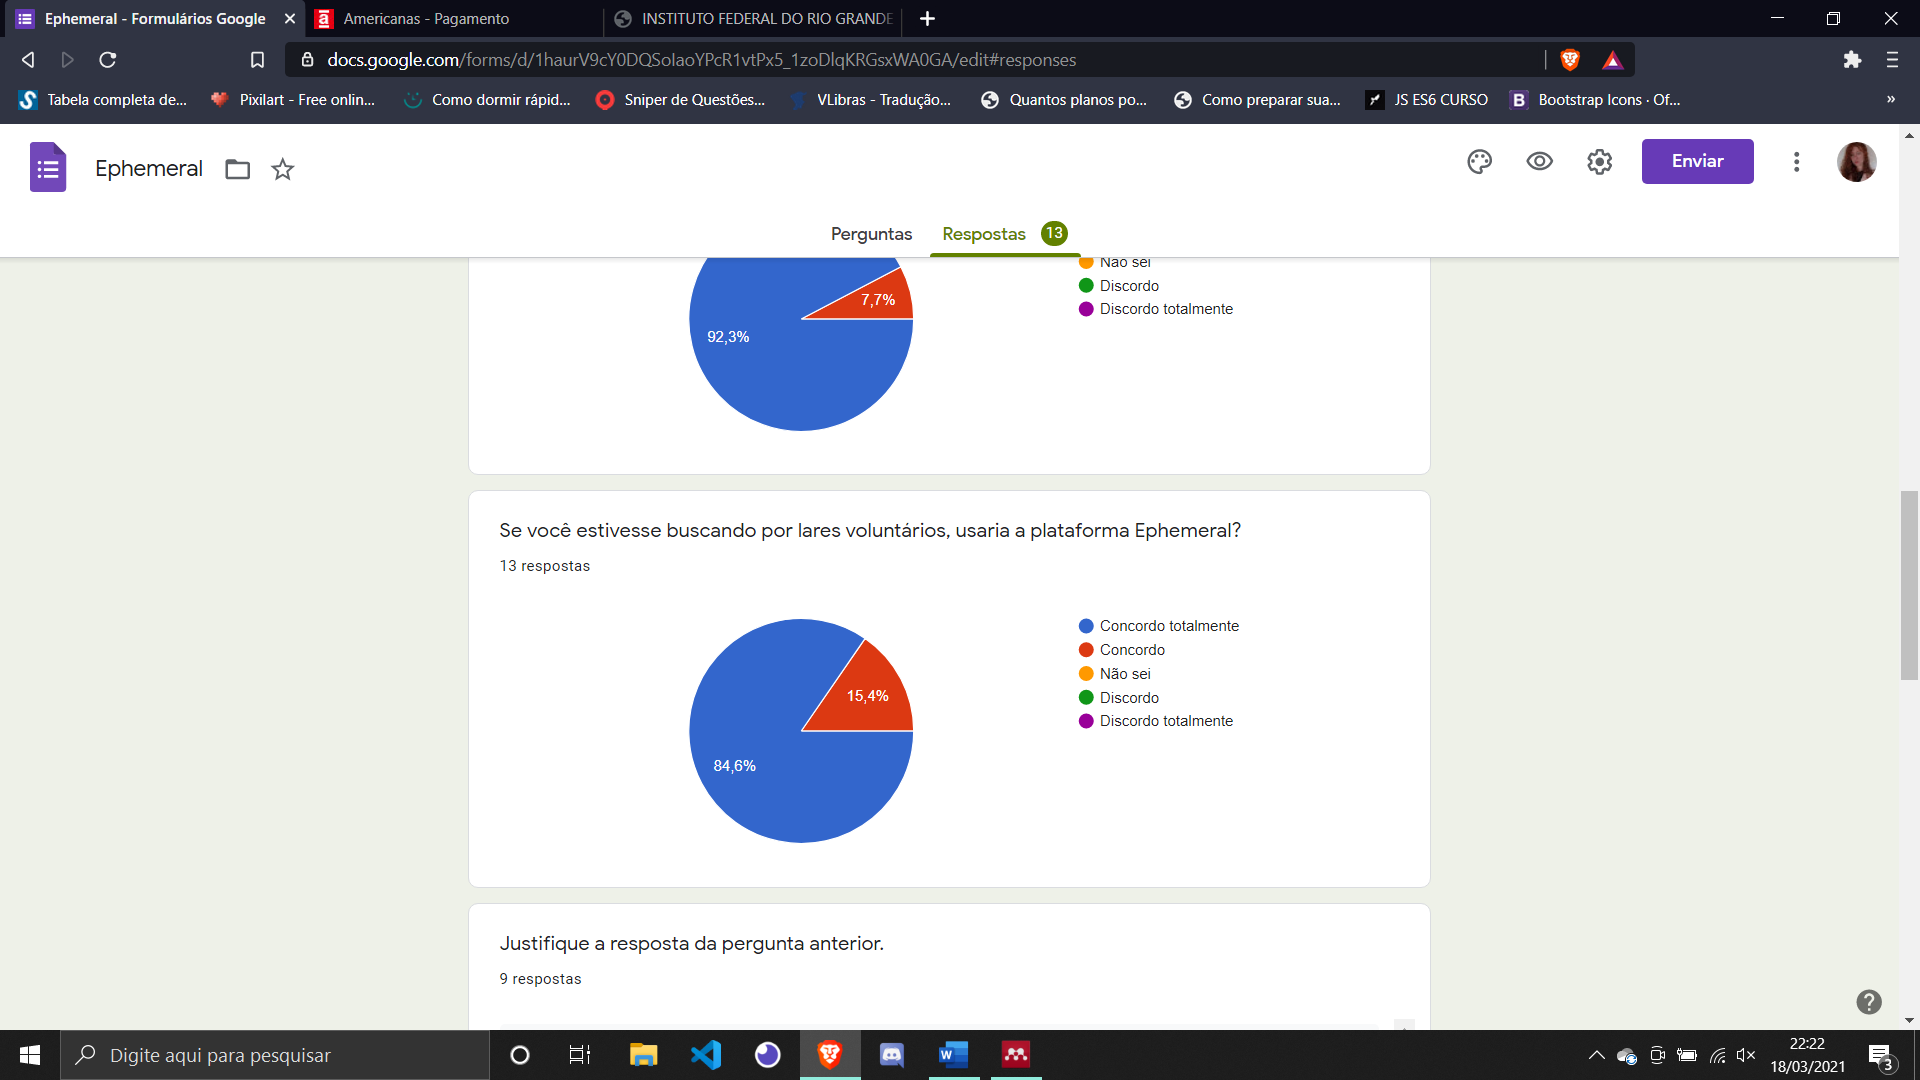 Ephemeral - Formulários Google
Americanas - Pagamento
INSTITUTO FEDERAL DO RIO GRANDE
docs.google.com/forms/d/1haurV9cY0DQSolaoYPcR1vtPx5_1zoDlqKRGsxWA0GA/edit#responses
Tabela completa de...
Pixilart - Free onlin...
Como dormir rápid...
Sniper de Questões...
VLibras - Tradução...
Quantos planos po...
Como preparar sua...
JS ES6 CURSO
Bootstrap Icons · Of...
»
Ephemeral
Enviar
Perguntas
Respostas 13
Não sei
Discordo
Discordo totalmente
7,7%
92,3%
Se você estivesse buscando por lares voluntários, usaria a plataforma Ephemeral?
13 respostas
Concordo totalmente
Concordo
Não sei
Discordo
Discordo totalmente
15,4%
84,6%
Justifique a resposta da pergunta anterior.
9 respostas
Digite aqui para pesquisar
22:22
18/03/2021
3